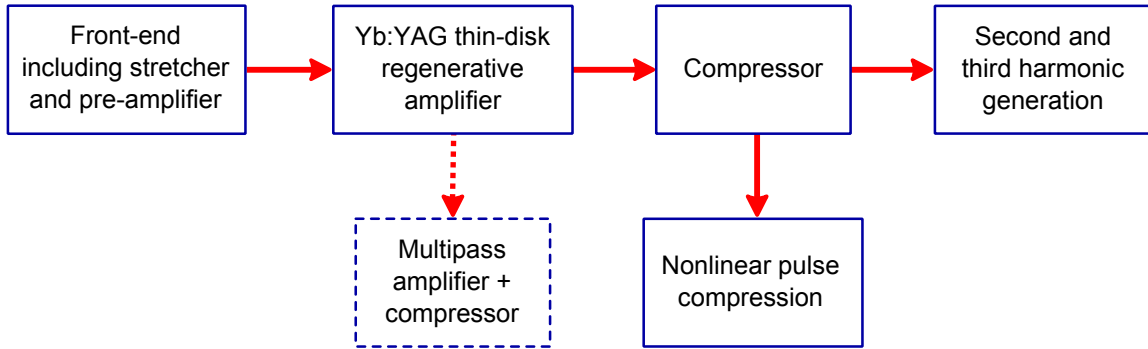 Front-end
including stretcher
and pre-amplifier
Yb:YAG thin-disk
regenerative
amplifier
Compressor
Second and
third harmonic
generation
Multipass
amplifier +
compressor
Nonlinear pulse
compression